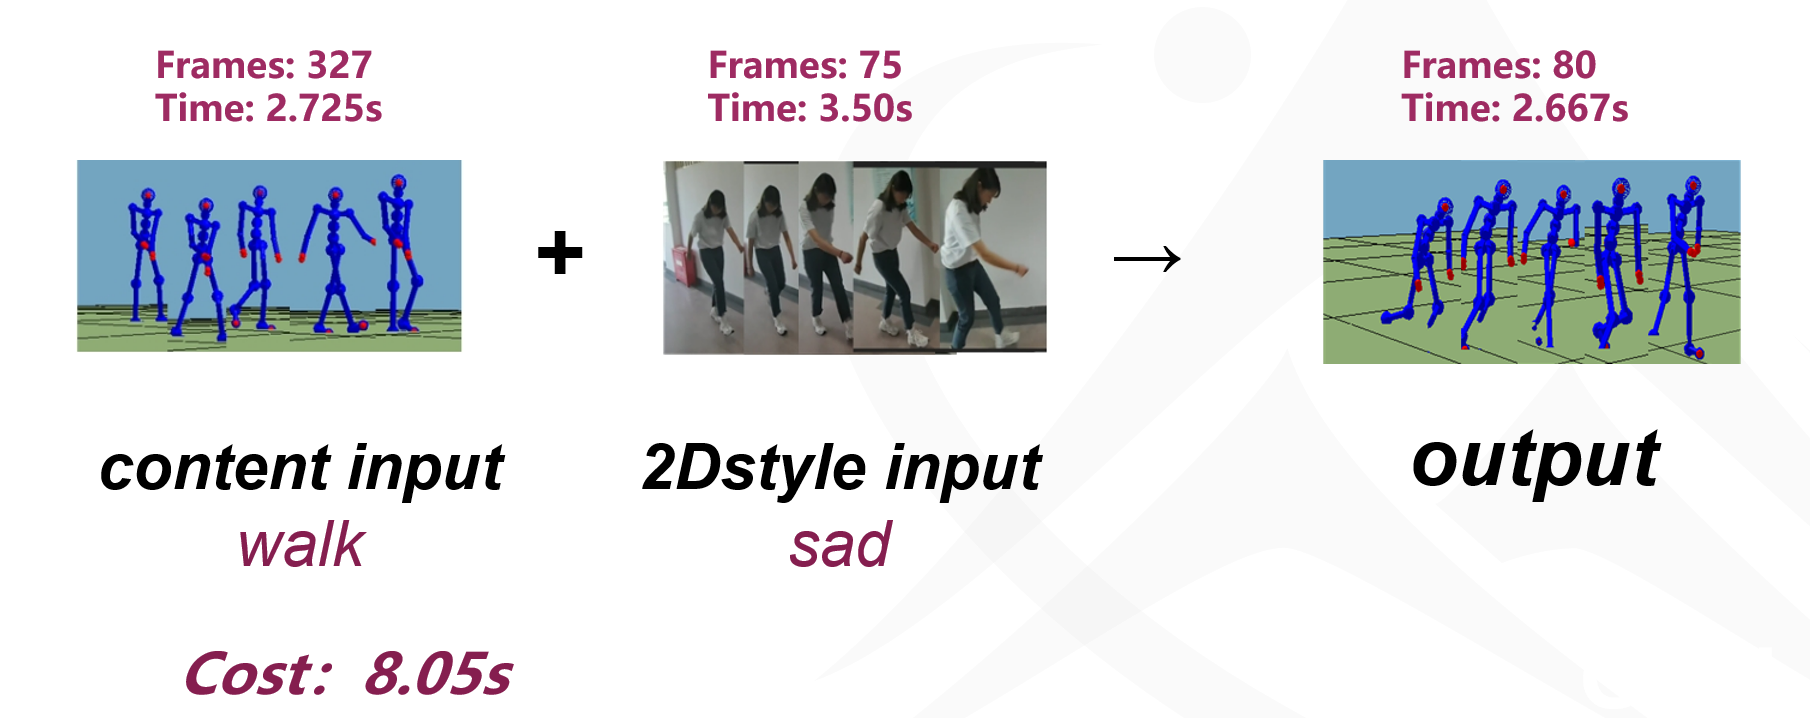 Frames: 327
Time: 2.725s
Frames: 75
Time: 3.50s
Frames: 80
Time: 2.667s
+
→
content input
walk
2Dstyle input
sad
output
Cost: 8.05s